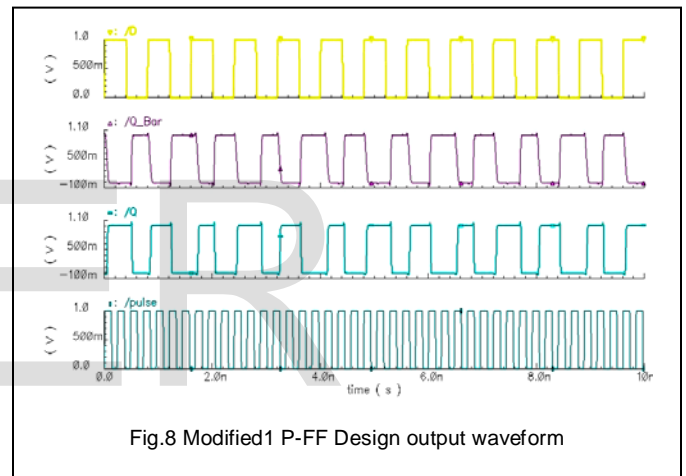 : /D
1.0
500m
0.0
(V)
: /Q_Bar
1.10
500m
-100m
(V)
: /Q
1.10
500m
-100m
(V)
: /pulse
1.0
500m
0.0
(V)
0.0 2.0n 4.0n 6.0n 8.0n 10n
time ( s )
ER
Fig.8 Modified1 P-FF Design output waveform